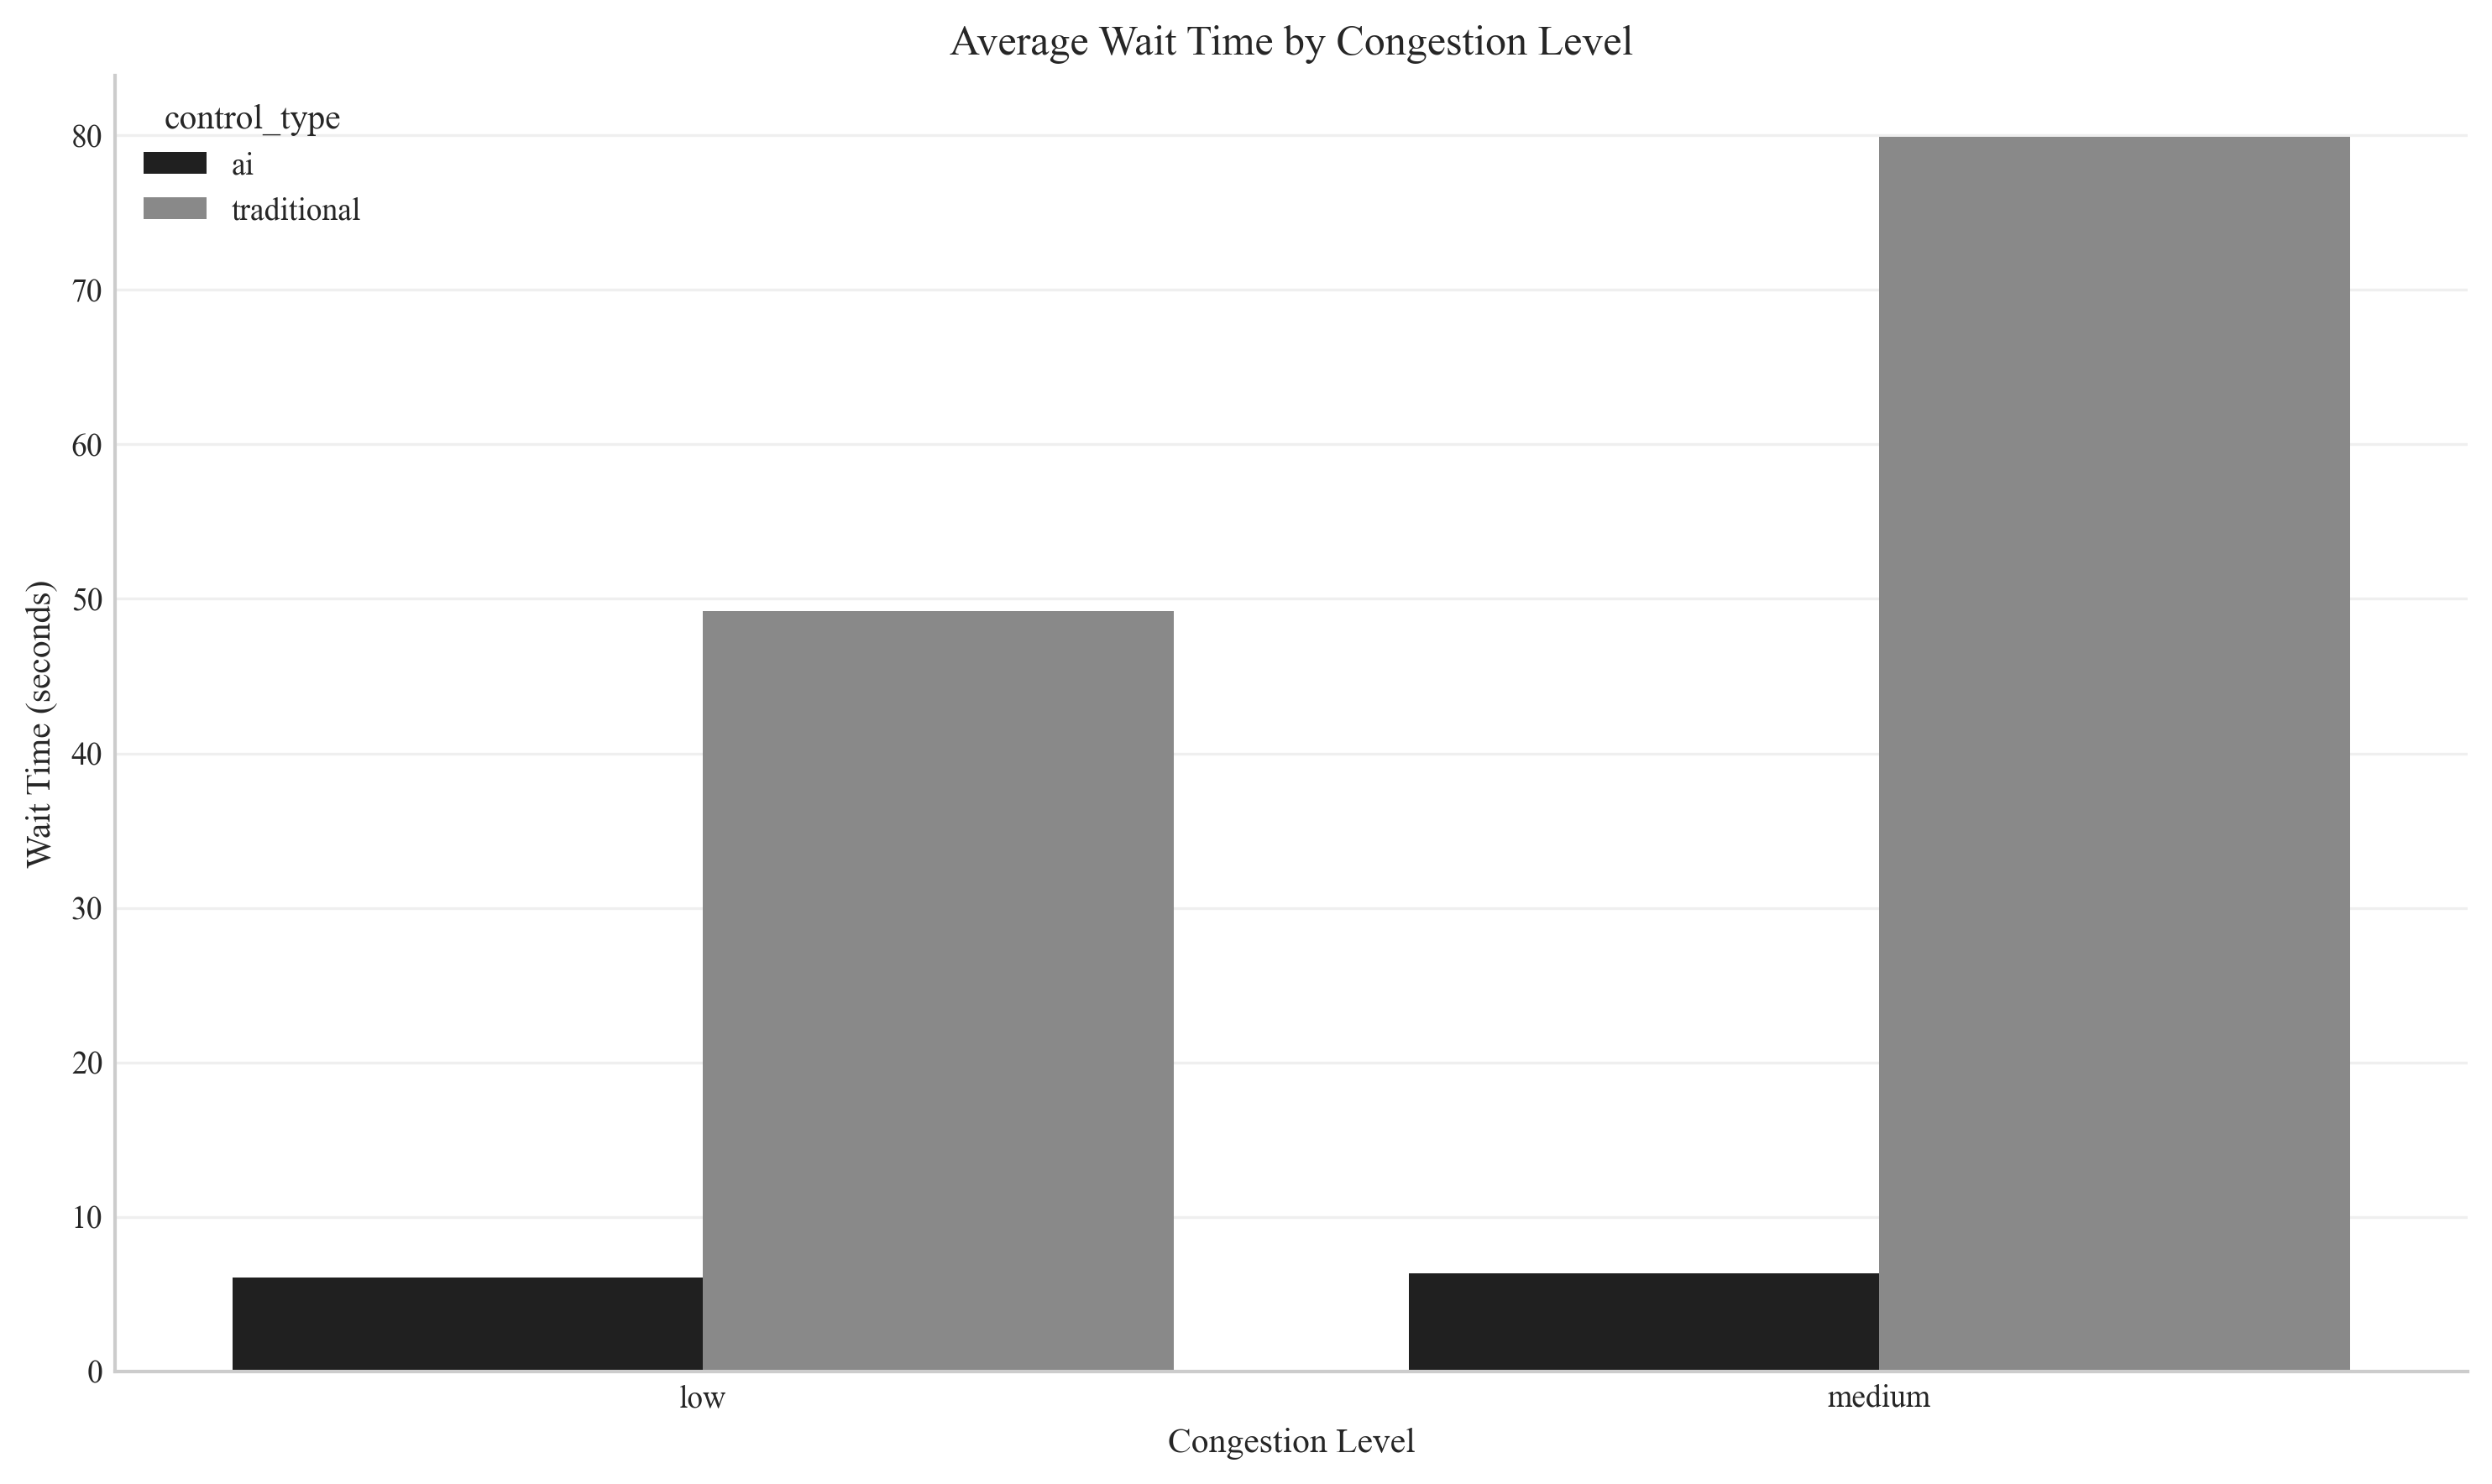 Average Wait Time by Congestion Level
control_type
ai
traditional
Wait Time (seconds)
80
70
60
50
40
30
20
10
0
low
medium
Congestion Level